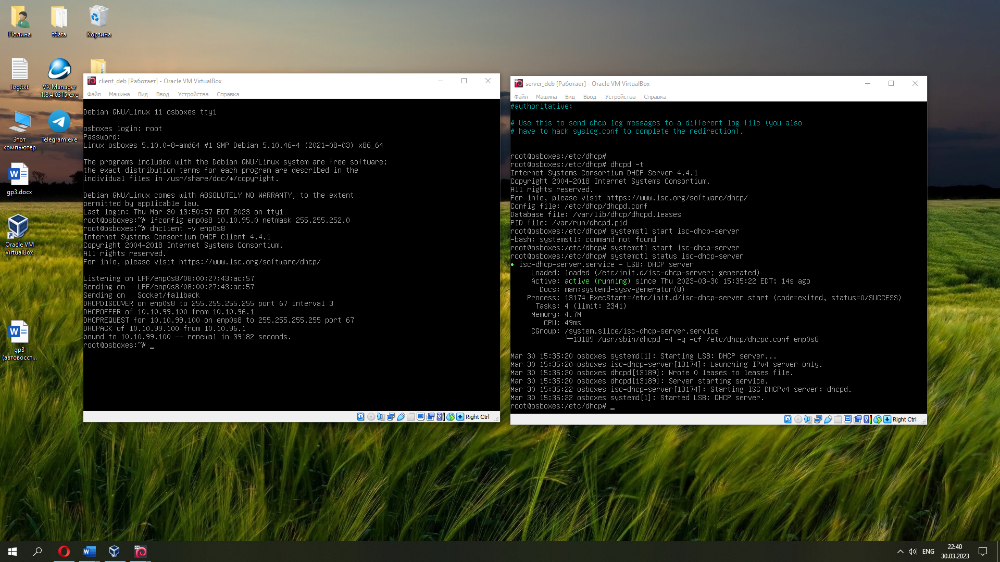 Полина
tdata
Корзина
log.txt
VX Manager
1.8.4.0315.exe
Этот
компьютер
Telegram.exe
gp3.docx
Oracle VM
VirtualBox
gp3
(автовосст...
client_deb [Работает] - Oracle VM VirtualBox
Файл Машина Вид Ввод Устройства Справка
Debian GNU/Linux 11 osboxes tty1
osboxes login: root
Password:
Linux osboxes 5.10.0-8-amd64 #1 SMP Debian 5.10.46-4 (2021-08-03) x86_64
The programs included with the Debian GNU/Linux system are free software;
the exact distribution terms for each program are described in the
individual files in /usr/share/doc/*/copyright.
Debian GNU/Linux comes with ABSOLUTELY NO WARRANTY, to the extent
permitted by applicable law.
Last login: Thu Mar 30 13:50:57 EDT 2023 on tty1
root@osboxes:~# ifconfig enp0s8 10.10.95.0 netmask 255.255.252.0
root@osboxes:~# dhclient -v enp0s8
Internet Systems Consortium DHCP Client 4.4.1
Copyright 2004-2018 Internet Systems Consortium.
All rights reserved.
For info, please visit https://www.isc.org/software/dhcp/
Listening on LPF/enp0s8/08:00:27:43:ac:57
Sending on   LPF/enp0s8/08:00:27:43:ac:57
Sending on   Socket/fallback
DHCPDISCOVER on enp0s8 to 255.255.255.255 port 67 interval 3
DHCPOFFER of 10.10.99.100 from 10.10.96.1
DHCPREQUEST for 10.10.99.100 on enp0s8 to 255.255.255.255 port 67
DHCPACK of 10.10.99.100 from 10.10.96.1
bound to 10.10.99.100 -- renewal in 39182 seconds.
root@osboxes:~# _
Right Ctrl
server_deb [Работает] - Oracle VM VirtualBox
Файл Машина Вид Ввод Устройства Справка
#authoritative;
# Use this to send dhcp log messages to a different log file (you also
# have to hack syslog.conf to complete the redirection).
root@osboxes:/etc/dhcp#
root@osboxes:/etc/dhcp# dhcpd -t
Internet Systems Consortium DHCP Server 4.4.1
Copyright 2004-2018 Internet Systems Consortium.
All rights reserved.
For info, please visit https://www.isc.org/software/dhcp/
Config file: /etc/dhcp/dhcpd.conf
Database file: /var/lib/dhcp/dhcpd.leases
PID file: /var/run/dhcpd.pid
root@osboxes:/etc/dhcp# systemstl start isc-dhcp-server
-bash: systemstl: command not found
root@osboxes:/etc/dhcp# systemctl start isc-dhcp-server
root@osboxes:/etc/dhcp# systemctl status isc-dhcp-server
● isc-dhcp-server.service - LSB: DHCP server
Loaded: loaded (/etc/init.d/isc-dhcp-server; generated)
Active: active (running) since Thu 2023-03-30 15:35:22 EDT; 14s ago
Docs: man:systemd-sysv-generator(8)
Process: 13174 ExecStart=/etc/init.d/isc-dhcp-server start (code=exited, status=0/SUCCESS)
Tasks: 4 (limit: 2341)
Memory: 4.7M
CPU: 49ms
CGroup: /system.slice/isc-dhcp-server.service
└─13189 /usr/sbin/dhcpd -4 -q -cf /etc/dhcp/dhcpd.conf enp0s8
Mar 30 15:35:20 osboxes systemd[1]: Starting LSB: DHCP server...
Mar 30 15:35:20 osboxes isc-dhcp-server[13174]: Launching IPv4 server only.
Mar 30 15:35:20 osboxes dhcpd[13189]: Wrote 0 leases to leases file.
Mar 30 15:35:20 osboxes dhcpd[13189]: Server starting service.
Mar 30 15:35:22 osboxes isc-dhcp-server[13174]: Starting ISC DHCPv4 server: dhcpd.
Mar 30 15:35:22 osboxes systemd[1]: Started LSB: DHCP server.
root@osboxes:/etc/dhcp# _
Right Ctrl
ENG
22:40
30.03.2023